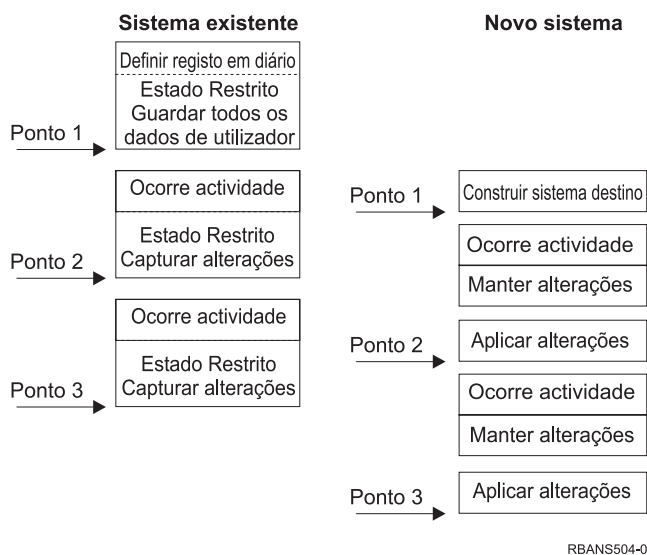 Sistema existente
Definir registo em diário
Estado Restrito
Guardar todos os
dados de utilizador
Ponto 1
Ocorre actividade
Estado Restrito
Capturar alterações
Ponto 2
Ocorre actividade
Estado Restrito
Capturar alterações
Ponto 3
Novo sistema
Ponto 1
Construir sistema destino
Ocorre actividade
Manter alterações
Ponto 2
Aplicar alterações
Ocorre actividade
Manter alterações
Ponto 3
Aplicar alterações
RBANS504-0